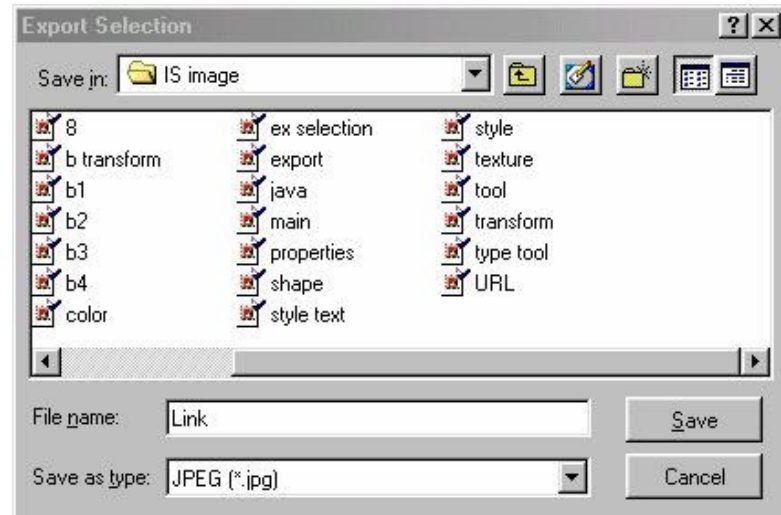 Export Selection
Save in: IS image
8 ex selection style
b transform export texture
b1 java tool
b2 main transform
b3 properties type tool
b4 shape URL
color style text
File name: Link Save
Save as type: JPEG (*.jpg) Cancel